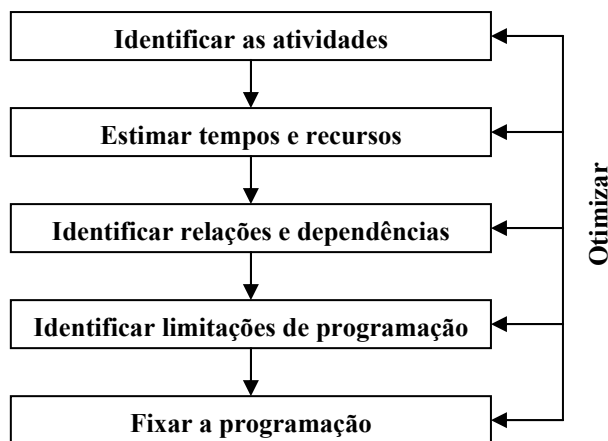 Identificar as atividades
Estimar tempos e recursos
Identificar relações e dependências
Identificar limitações de programação
Fixar a programação
Otimizar